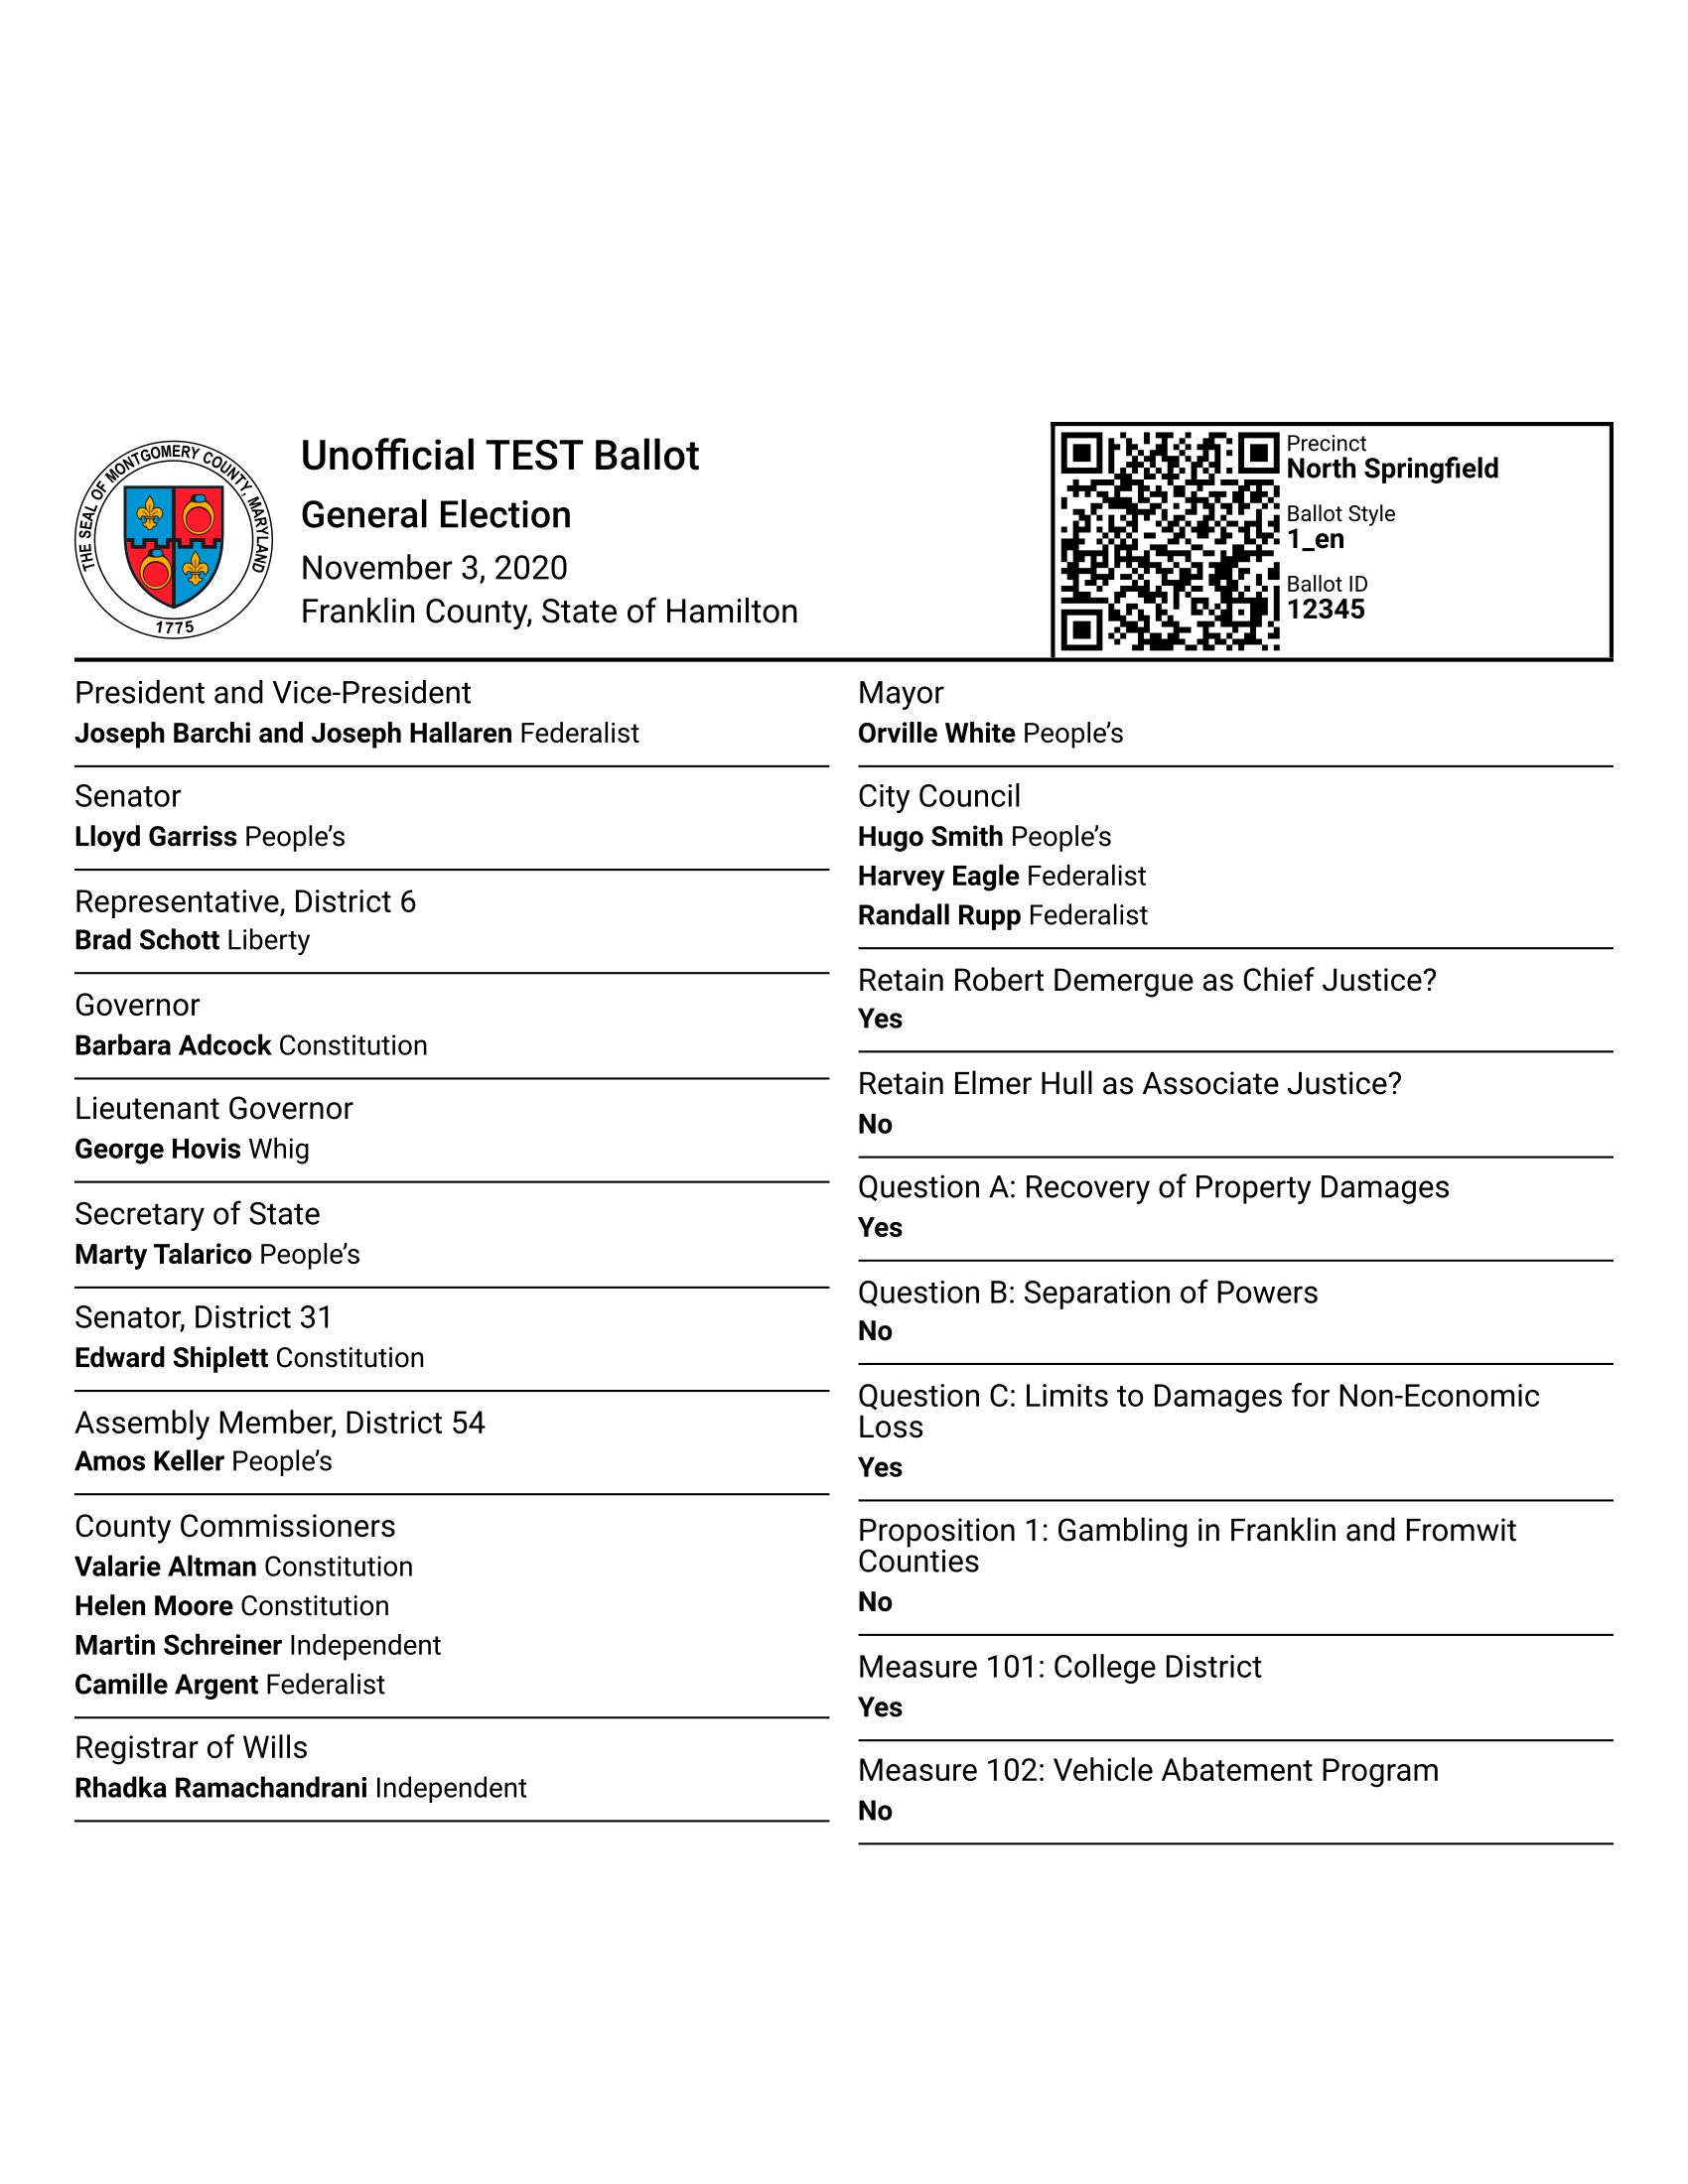 THE SEAL OF MONTGOMERY COUNTY, MARYLAND
1775
Unofficial TEST Ballot
General Election
November 3, 2020
Franklin County, State of Hamilton
Precinct
North Springfield
Ballot Style
1_en
Ballot ID
12345
President and Vice-President
Joseph Barchi and Joseph Hallaren Federalist
Senator
Lloyd Garriss People’s
Representative, District 6
Brad Schott Liberty
Governor
Barbara Adcock Constitution
Lieutenant Governor
George Hovis Whig
Secretary of State
Marty Talarico People’s
Senator, District 31
Edward Shiplett Constitution
Assembly Member, District 54
Amos Keller People’s
County Commissioners
Valarie Altman Constitution
Helen Moore Constitution
Martin Schreiner Independent
Camille Argent Federalist
Registrar of Wills
Rhadka Ramachandrani Independent
Mayor
Orville White People’s
City Council
Hugo Smith People’s
Harvey Eagle Federalist
Randall Rupp Federalist
Retain Robert Demergue as Chief Justice?
Yes
Retain Elmer Hull as Associate Justice?
No
Question A: Recovery of Property Damages
Yes
Question B: Separation of Powers
No
Question C: Limits to Damages for Non-Economic
Loss
Yes
Proposition 1: Gambling in Franklin and Fromwit
Counties
No
Measure 101: College District
Yes
Measure 102: Vehicle Abatement Program
No